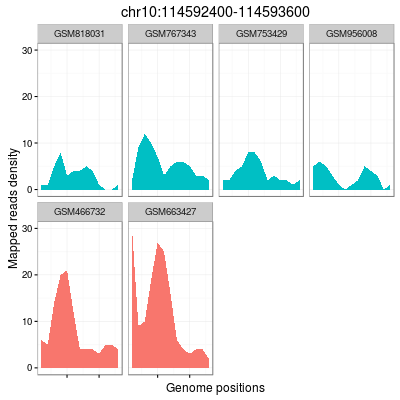 chr10:114592400-114593600
GSM818031 GSM767343 GSM753429 GSM956008
30
20
10
0
GSM466732 GSM663427
30
20
10
0
Mapped reads density
Genome positions